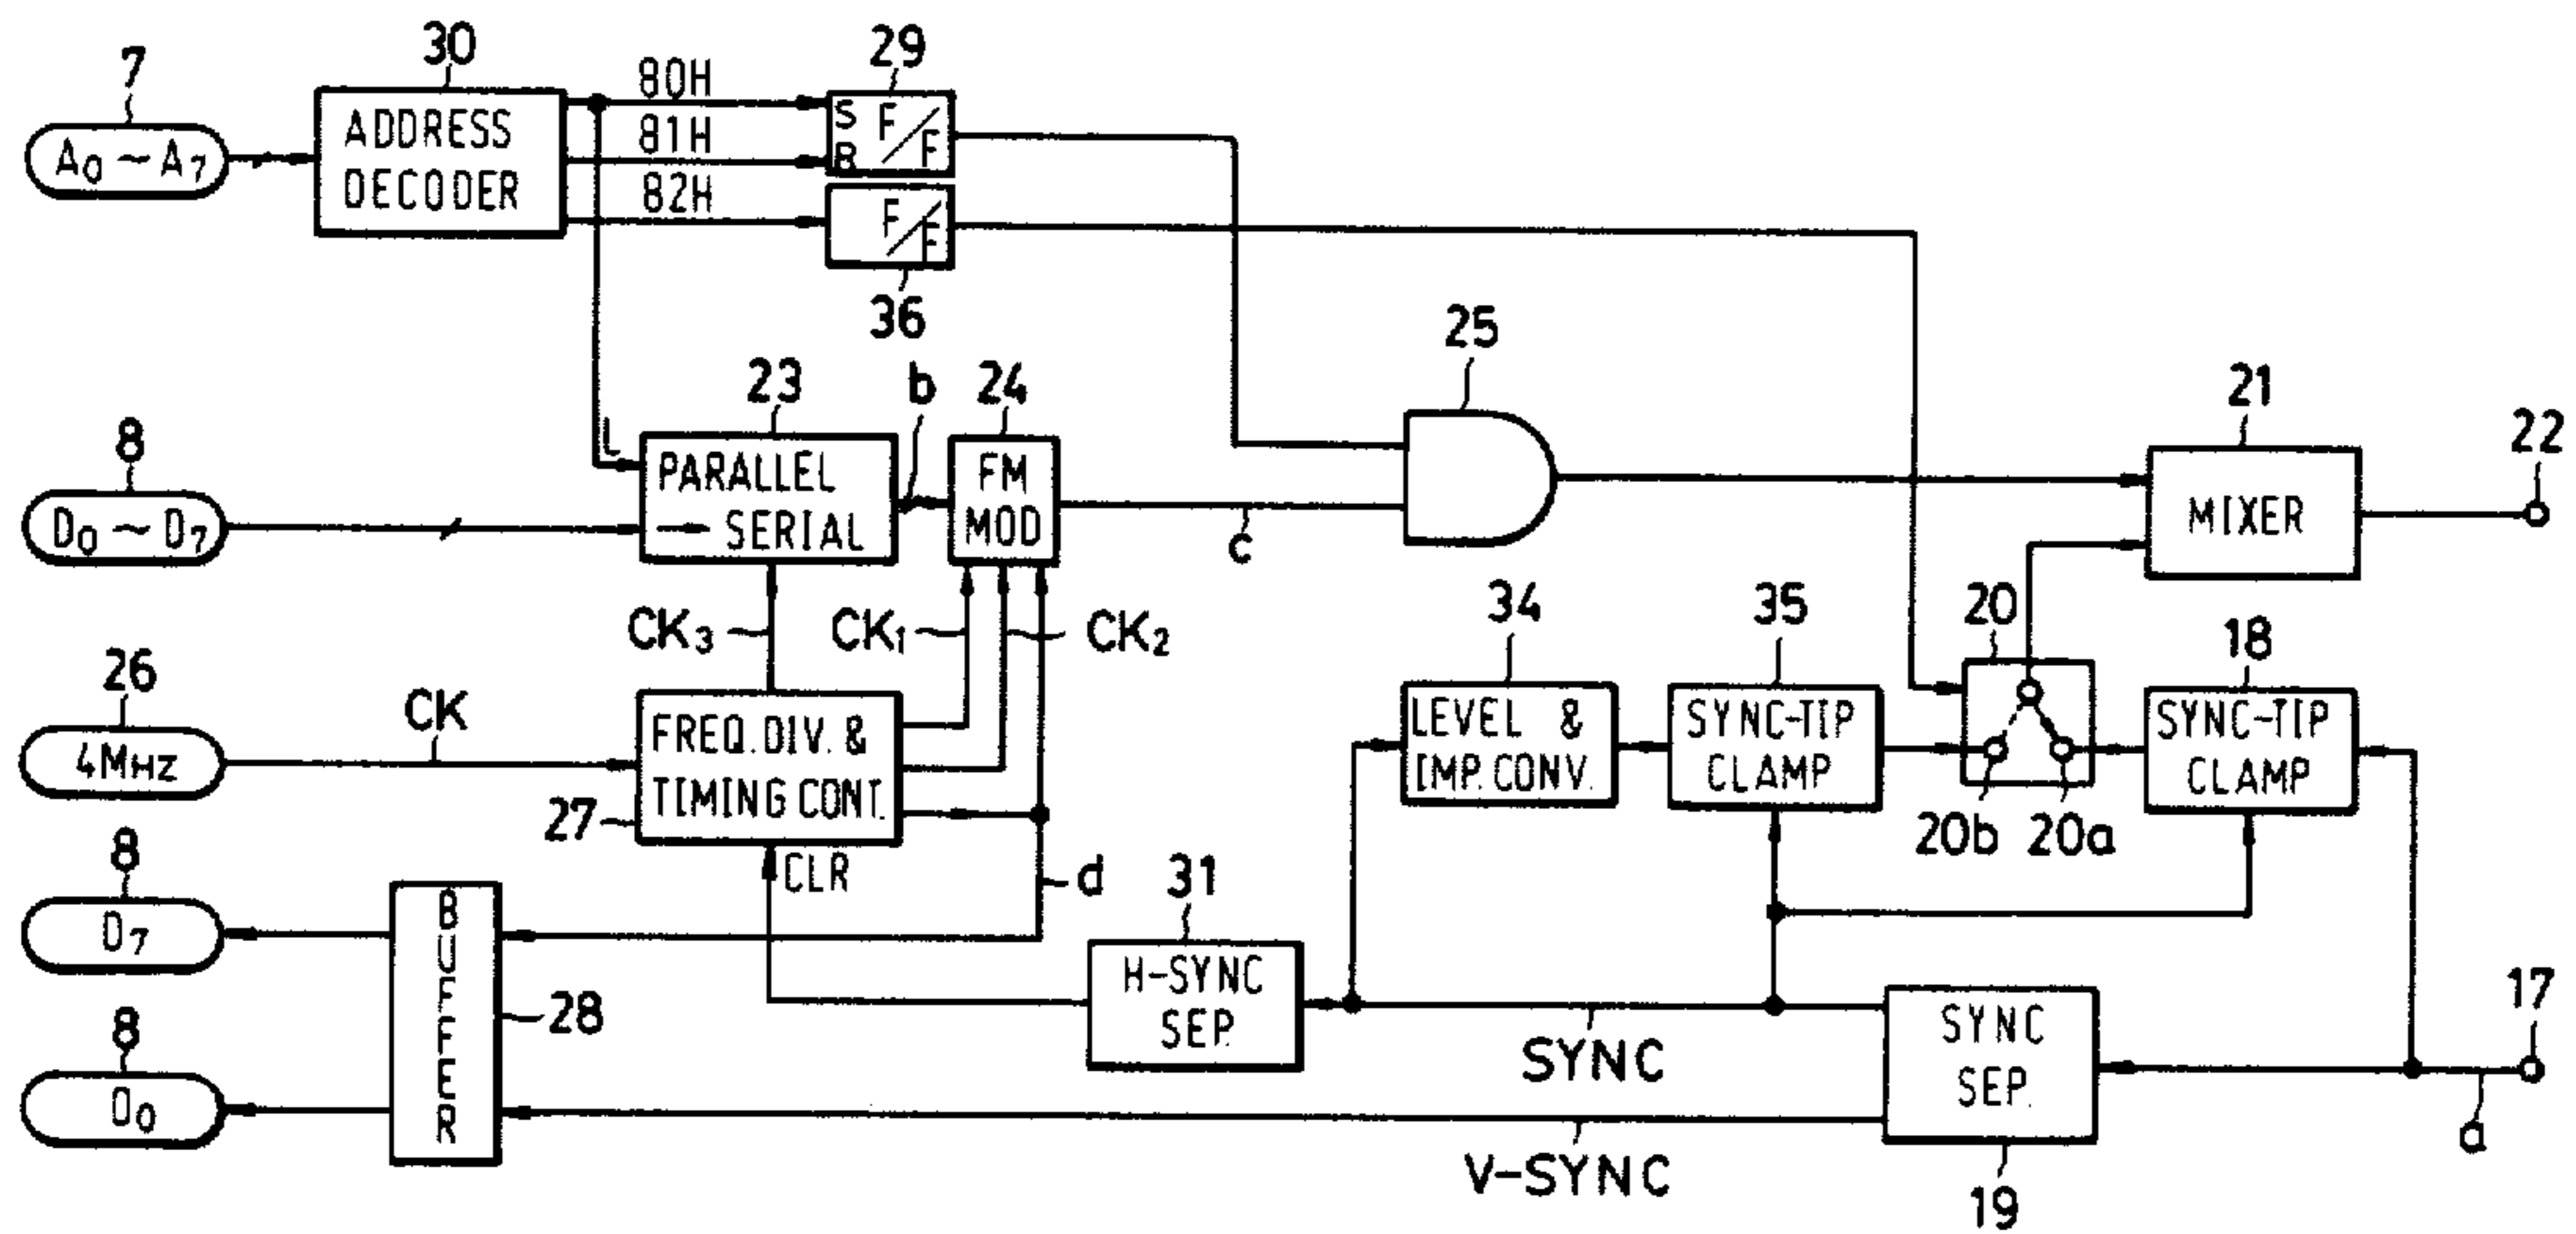 7
A0 ~ A7
30
ADDRESS
DECODER
80H
81H
82H
29
S
R
F/F
F/F
36
8
D0 ~ D7
L
23
PARALLEL
→ SERIAL
b
24
FM
MOD
c
25
21
MIXER
22
CK3
CK1
CK2
26
4MHZ
CK
FREQ. DIV. &
TIMING CONT.
27
CLR
d
34
LEVEL &
IMP. CONV.
35
SYNC-TIP
CLAMP
20
20b
20a
18
SYNC-TIP
CLAMP
8
D7
8
D0
BUFFER
28
31
H-SYNC
SEP.
SYNC
V-SYNC
SYNC
SEP.
19
17
a